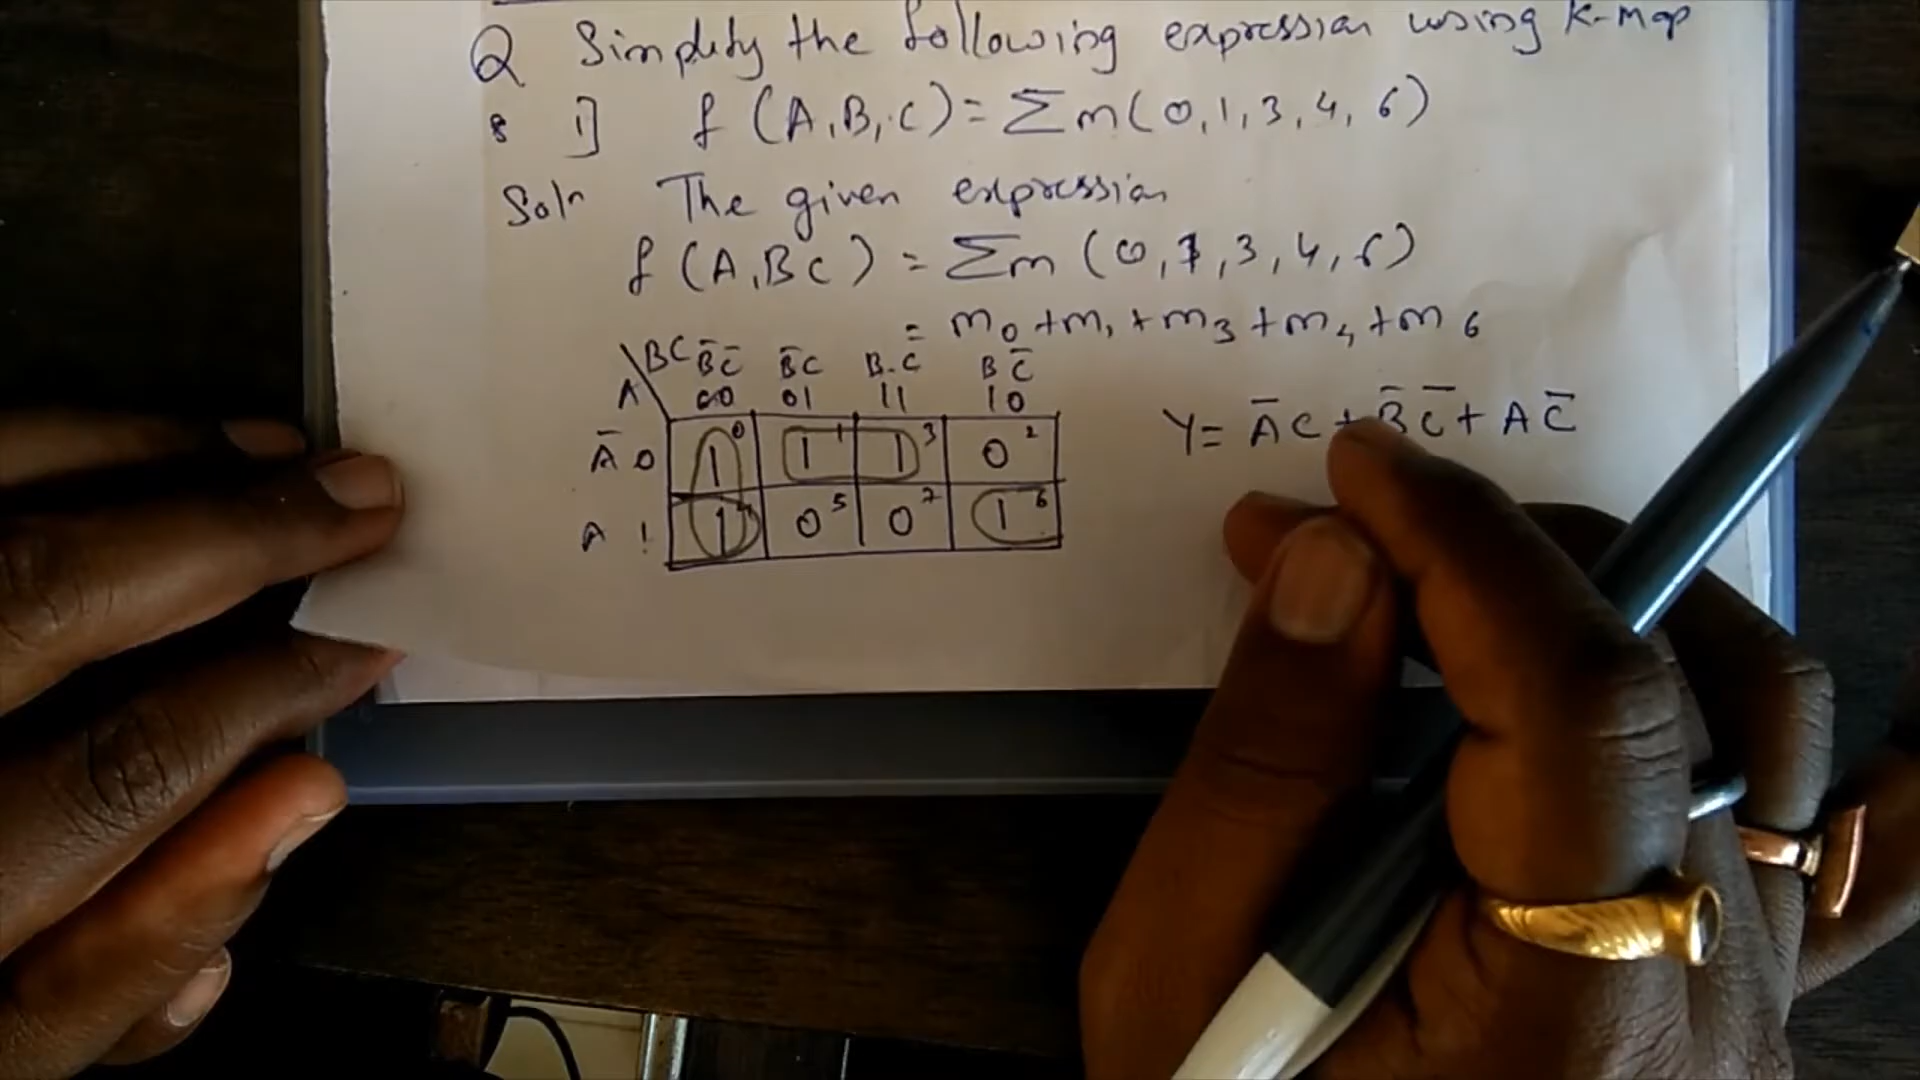 Q Simplify the following expression using K-map
8 1] f (A,B,C) = Σm(0,1,3,4,6)
Soln The given expression
f (A,BC) = Σm (0,1,3,4,6)
= m0 + m1 + m3 + m4 + m6
BC B̄C̄ B̄C B.C̄ BC̄
A 00 01 11 10
Ā 0 1 0 1 1 1 3 0 2
A 1 1 4 0 5 0 7 1 6
Y = ĀC + B̄C̄ + AC̄